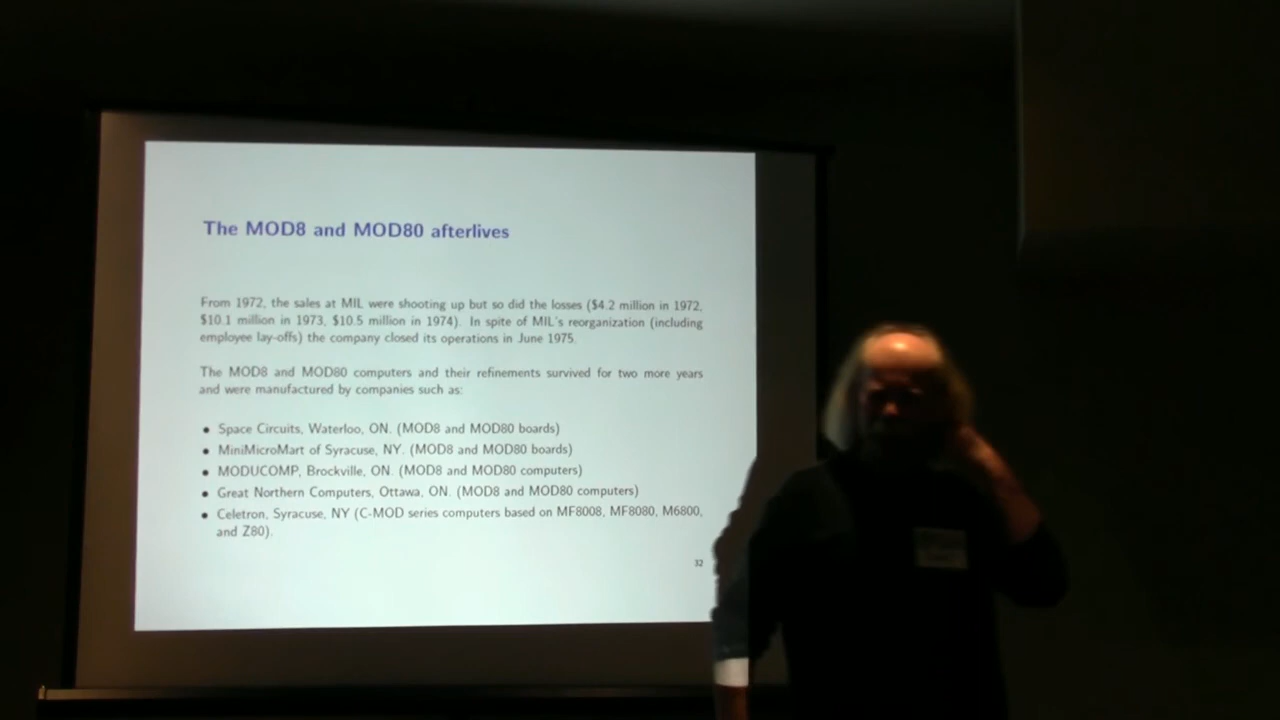 The MOD8 and MOD80 afterlives
From 1972, the sales at MIL were shooting up but so did the losses ($4.2 million in 1972,
$10.1 million in 1973, $10.5 million in 1974). In spite of MIL's reorganization (including
employee lay-offs) the company closed its operations in June 1975.
The MOD8 and MOD80 computers and their refinements survived for two more years
and were manufactured by companies such as:
• Space Circuits, Waterloo, ON. (MOD8 and MOD80 boards)
• MiniMicroMart of Syracuse, NY. (MOD8 and MOD80 boards)
• MODUCOMP, Brockville, ON. (MOD8 and MOD80 computers)
• Great Northern Computers, Ottawa, ON. (MOD8 and MOD80 computers)
• Celetron, Syracuse, NY (C-MOD series computers based on MF8008, MF8080, M6800,
and Z80).
32